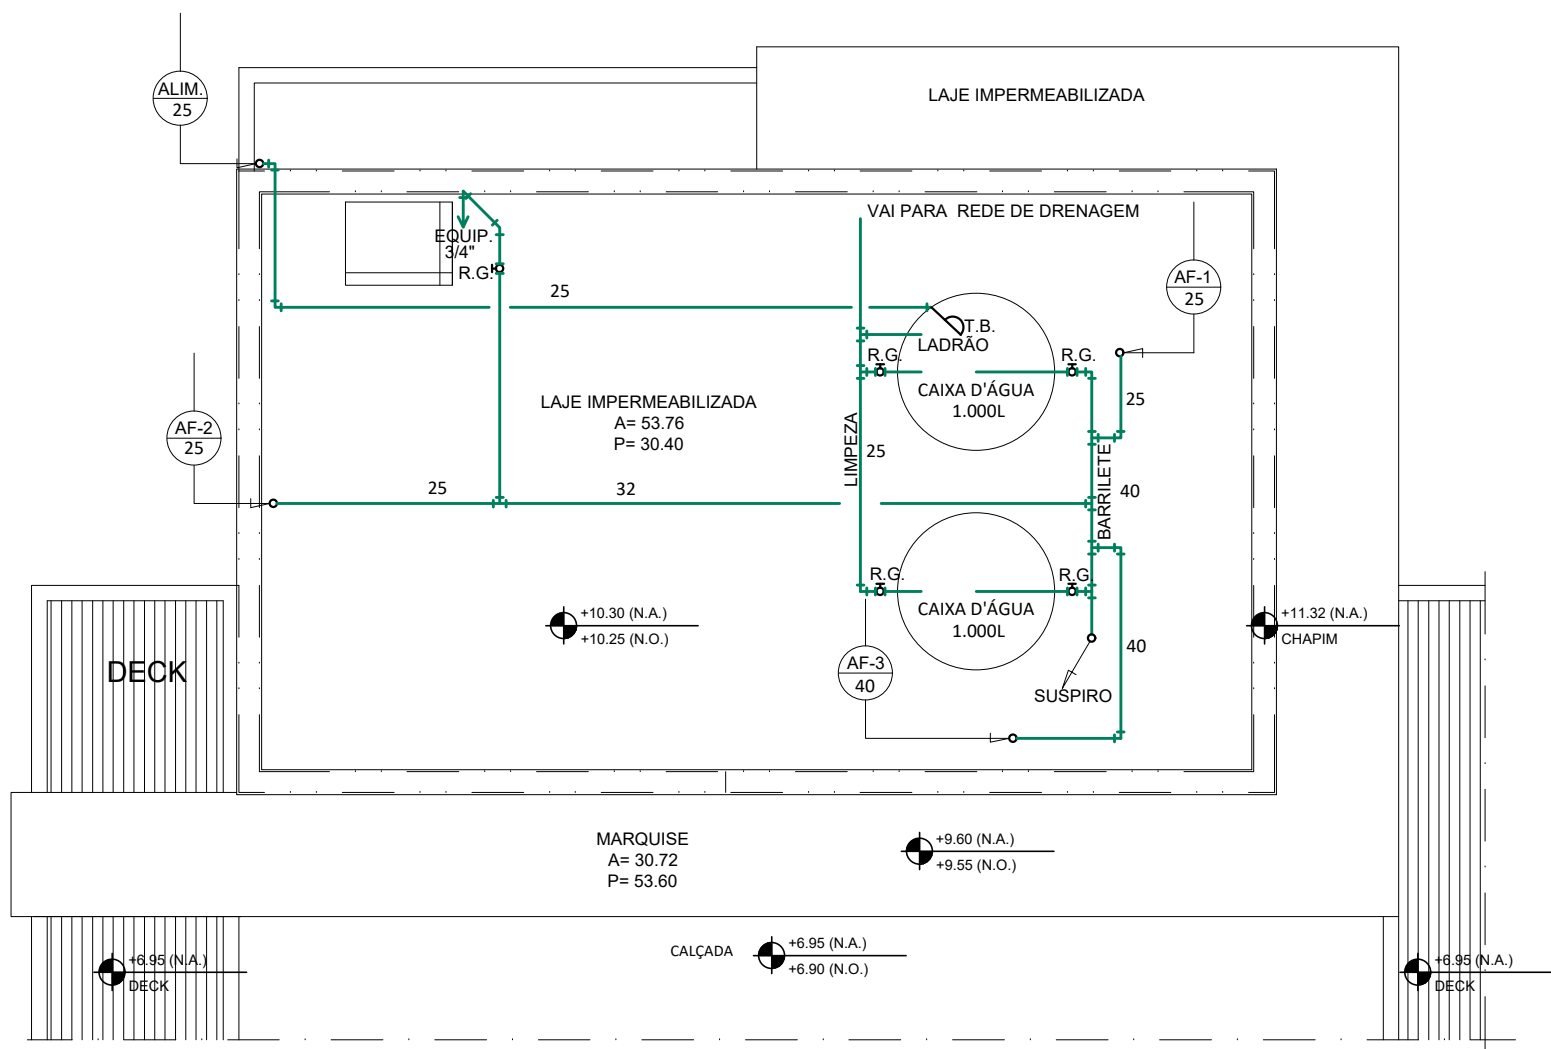 ALIM.
25
LAJE IMPERMEABILIZADA
VAI PARA  REDE DE DRENAGEM
EQUIP.
3/4"
R.G.
25
AF-1
25
T.B.
LADRÃO
R.G.
R.G.
CAIXA D'ÁGUA
1.000L
25
LAJE IMPERMEABILIZADA
A= 53.76
P= 30.40
AF-2
25
LIMPEZA
25
BARRILETE
40
25
32
R.G.
R.G.
CAIXA D'ÁGUA
1.000L
+10.30 (N.A.)
+10.25 (N.O.)
+11.32 (N.A.)
CHAPIM
40
DECK
AF-3
40
SUSPIRO
MARQUISE
A= 30.72
P= 53.60
+9.60 (N.A.)
+9.55 (N.O.)
CALÇADA
+6.95 (N.A.)
+6.90 (N.O.)
+6.95 (N.A.)
DECK
+6.95 (N.A.)
DECK